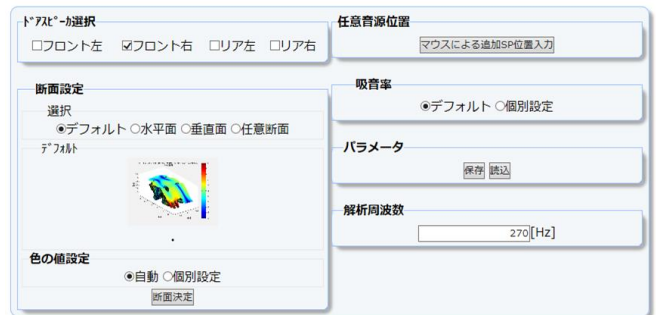 ﾄﾞｱｽﾋﾟｰｶ選択
□フロント左 ☑フロント右 □リア左 □リア右
断面設定
選択
◉デフォルト ○水平面 ○垂直面 ○任意断面
ﾃﾞﾌｫﾙﾄ
色の値設定
◉自動 ○個別設定
断面決定
任意音源位置
マウスによる追加SP位置入力
吸音率
◉デフォルト ○個別設定
パラメータ
保存 読込
解析周波数
270 [Hz]